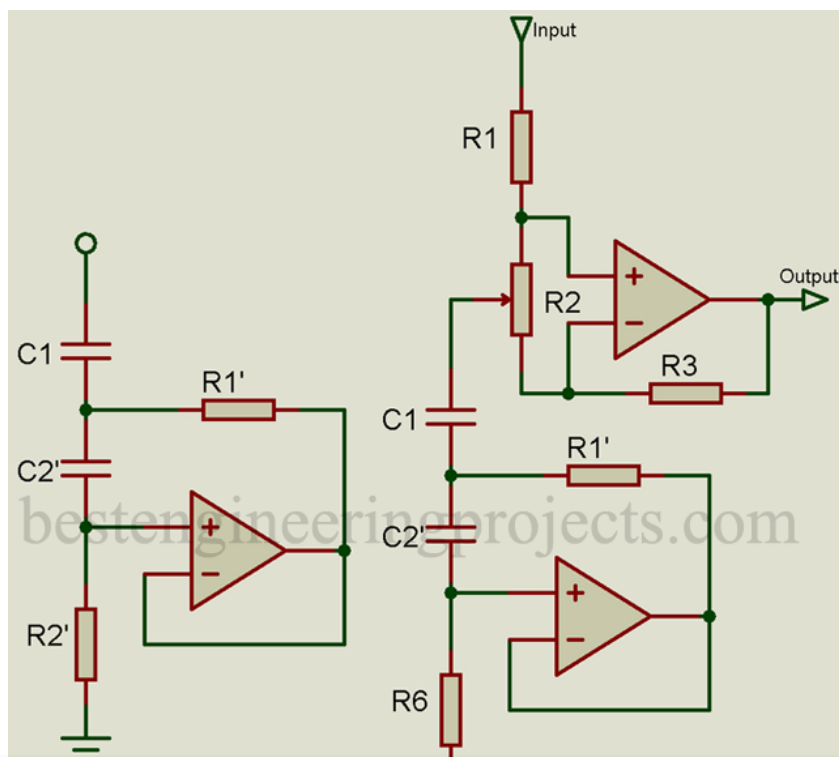 Input
R1
R2
Output
C1
R3
R1'
C1
C2'
R1'
bestengineeringprojects.com
C2'
R2'
R6
+
−
+
−
+
−